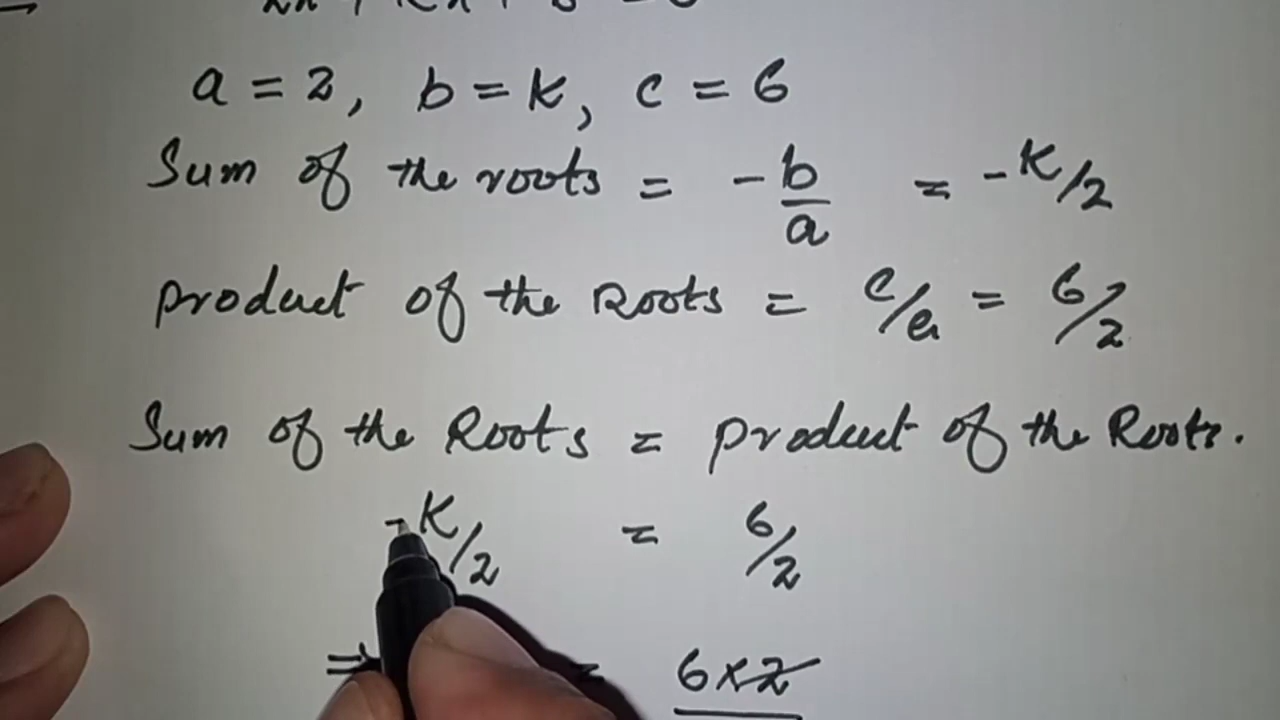 a = 2, b = K, c = 6
Sum of the roots = - b/a = - K/2
product of the Roots = c/a = 6/2
Sum of the Roots = product of the Roots.
- K/2 = 6/2
⇒ = 6×2